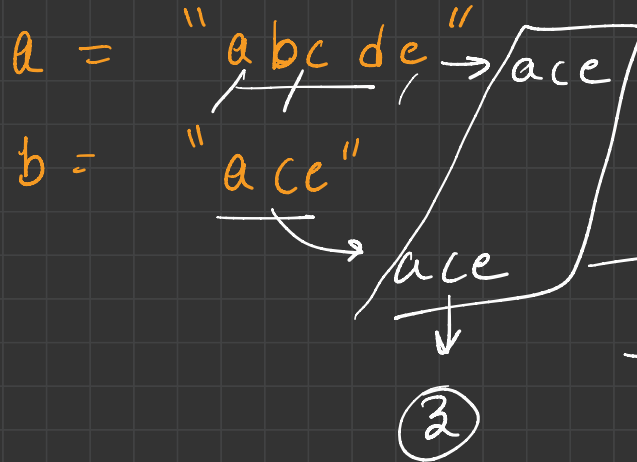 a = "abcde" → ace
b = "ace"
ace
3